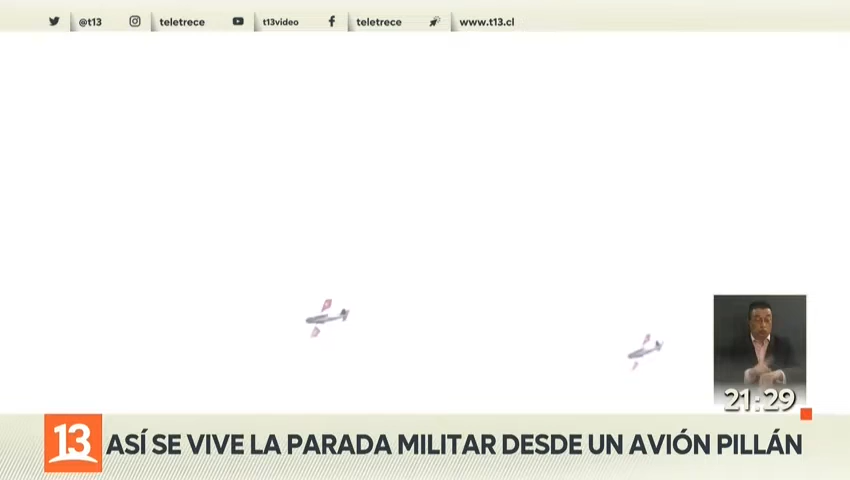 @t13 teletrece t13video teletrece www.t13.cl
21:29
13 ASÍ SE VIVE LA PARADA MILITAR DESDE UN AVIÓN PILLÁN